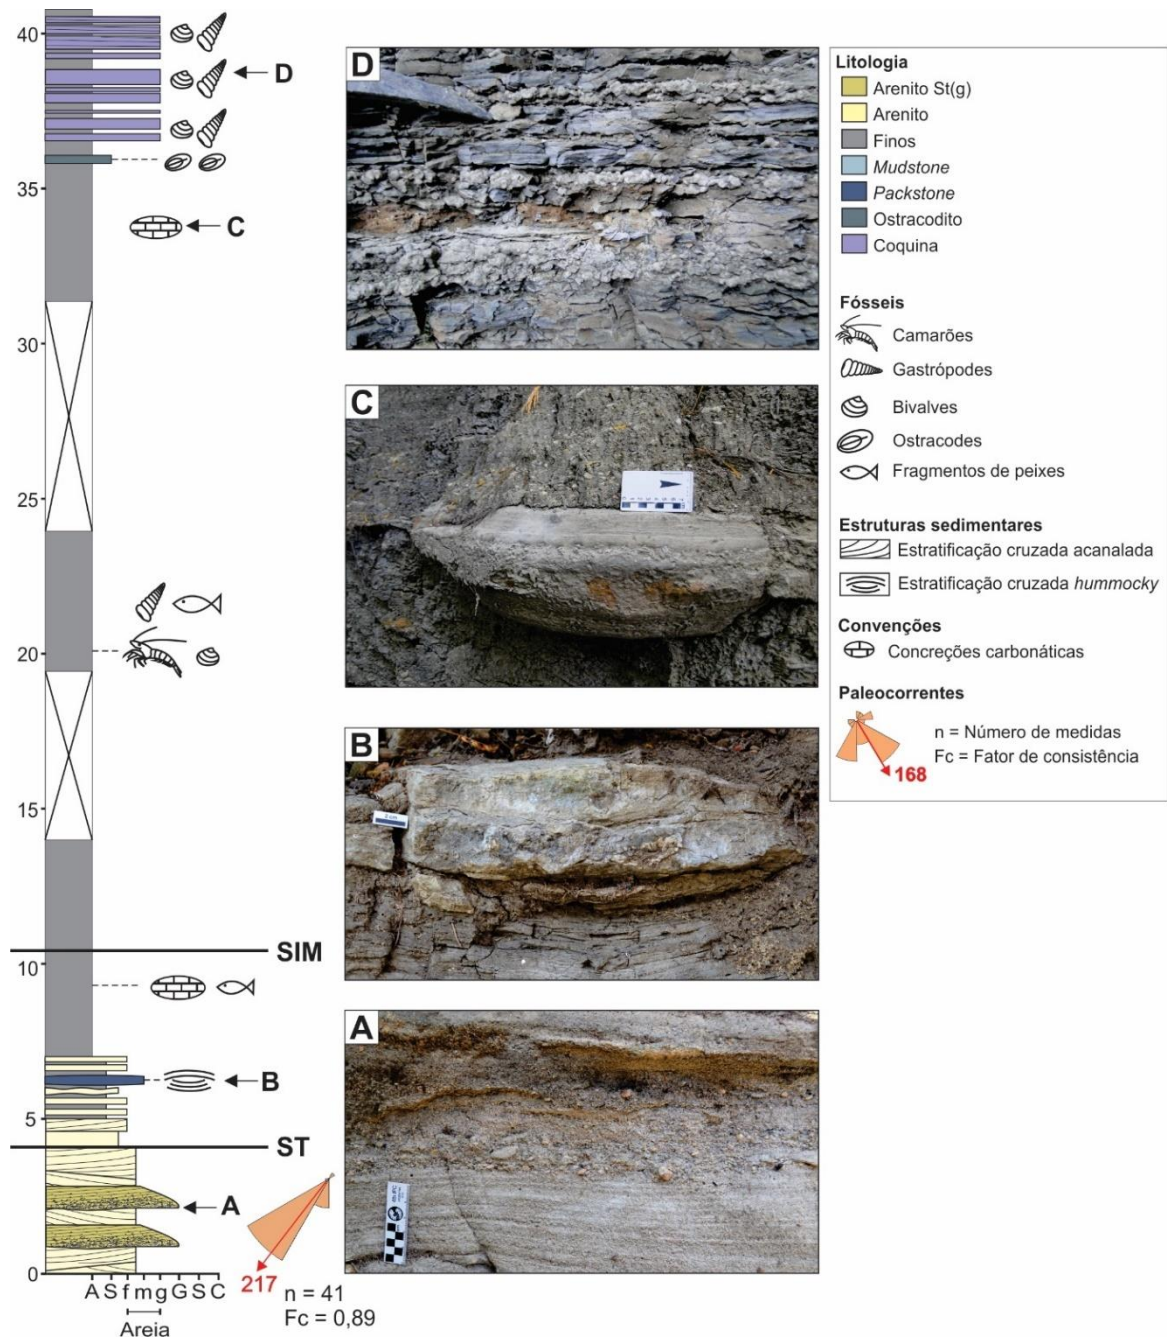 40
35
30
25
20
15
10
5
0
D
C
SIM
B
ST
A
A S f m g G S C
Areia
217
n = 41
Fc = 0,89
D
C
B
2 cm
A
Litologia
Arenito St(g)
Arenito
Finos
Mudstone
Packstone
Ostracodito
Coquina
Fósseis
Camarões
Gastrópodes
Bivalves
Ostracodes
Fragmentos de peixes
Estruturas sedimentares
Estratificação cruzada acanalada
Estratificação cruzada hummocky
Convenções
Concreções carbonáticas
Paleocorrentes
168
n = Número de medidas
Fc = Fator de consistência